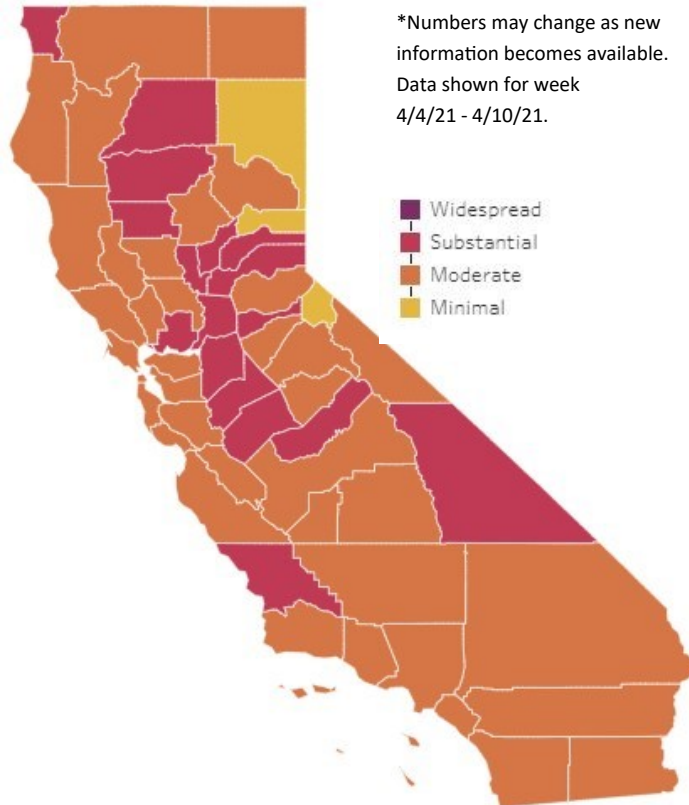 *Numbers may change as new
information becomes available.
Data shown for week
4/4/21 - 4/10/21.
Widespread
Substantial
Moderate
Minimal